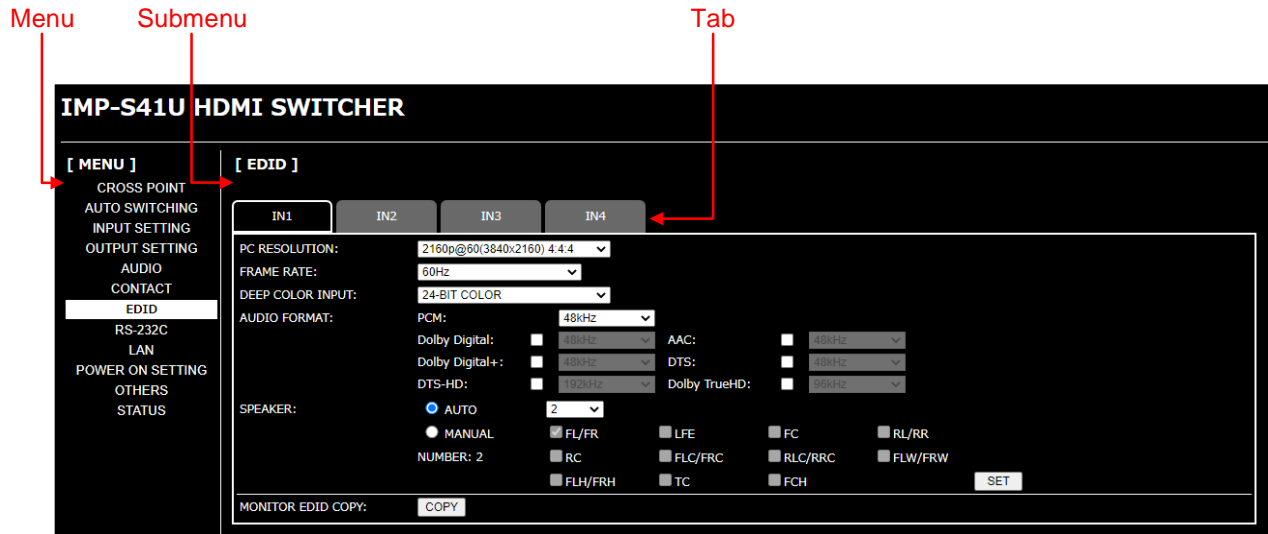 Menu Submenu Tab
IMP-S41U HDMI SWITCHER
[ MENU ]
CROSS POINT
AUTO SWITCHING
INPUT SETTING
OUTPUT SETTING
AUDIO
CONTACT
EDID
RS-232C
LAN
POWER ON SETTING
OTHERS
STATUS
[ EDID ]
IN1 IN2 IN3 IN4
PC RESOLUTION: 2160p@60(3840x2160) 4:4:4
FRAME RATE: 60Hz
DEEP COLOR INPUT: 24-BIT COLOR
AUDIO FORMAT: PCM: 48kHz
Dolby Digital: 48kHz AAC: 48kHz
Dolby Digital+: 48kHz DTS: 48kHz
DTS-HD: 192kHz Dolby TrueHD: 96kHz
SPEAKER: AUTO 2
MANUAL FL/FR LFE FC RL/RR
NUMBER: 2 RC FLC/FRC RLC/RRC FLW/FRW
FLH/FRH TC FCH SET
MONITOR EDID COPY: COPY